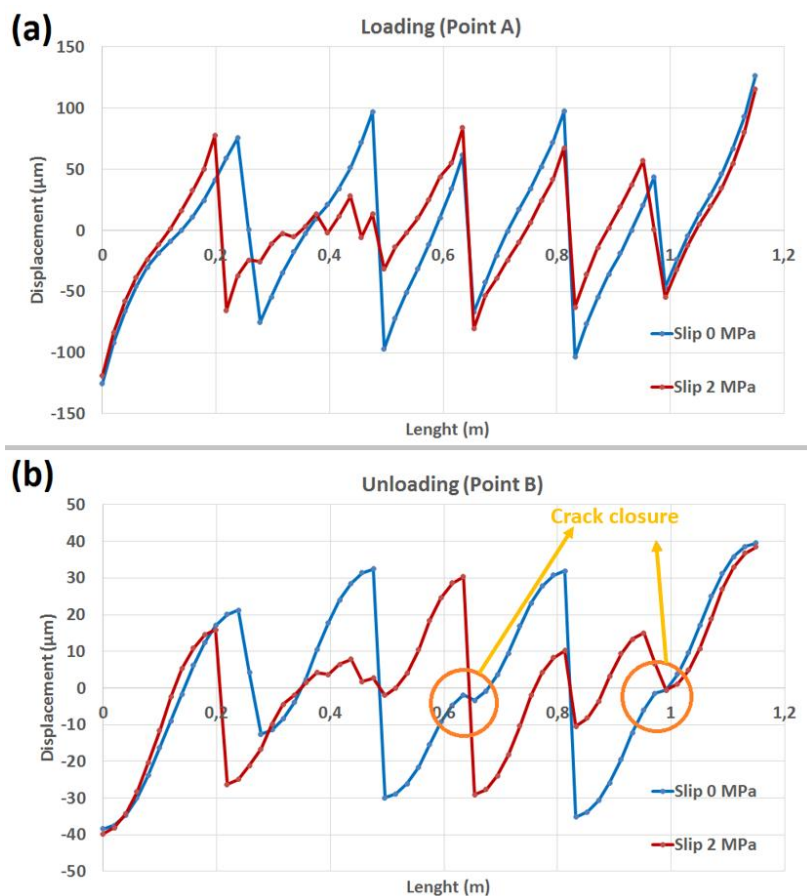 (a)
Loading (Point A)
150
100
50
0
-50
-100
-150
0
0,2
0,4
0,6
0,8
1
1,2
Displacement (µm)
Lenght (m)
Slip 0 MPa
Slip 2 MPa
(b)
Unloading (Point B)
Crack closure
50
40
30
20
10
0
-10
-20
-30
-40
-50
0
0,2
0,4
0,6
0,8
1
1,2
Displacement (µm)
Lenght (m)
Slip 0 MPa
Slip 2 MPa